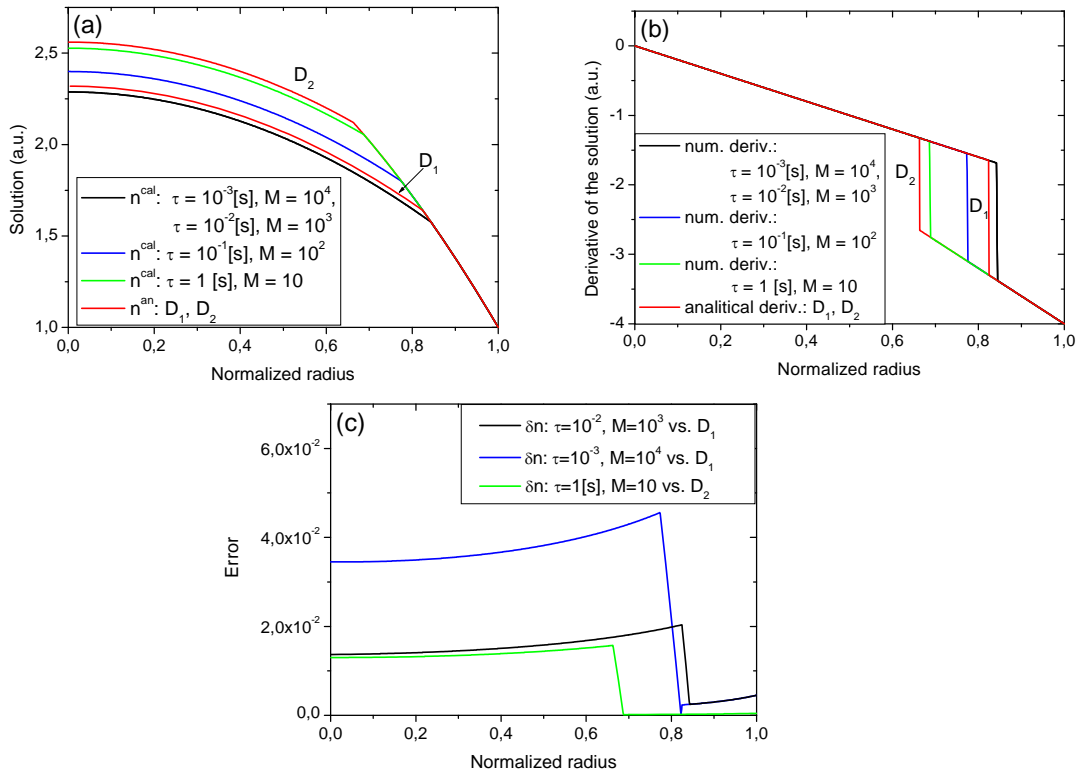 (a)
2,5
2,0
1,5
1,0
Solution (a.u.)
D2
D1
n^cal: τ = 10^-3[s], M = 10^4,
τ = 10^-2[s], M = 10^3
n^cal: τ = 10^-1[s], M = 10^2
n^cal: τ = 1 [s], M = 10
n^an: D1, D2
0,0 0,2 0,4 0,6 0,8 1,0
Normalized radius
(b)
0
-1
-2
-3
-4
Derivative of the solution (a.u.)
num. deriv.:
τ = 10^-3[s], M = 10^4,
τ = 10^-2[s], M = 10^3
num. deriv.:
τ = 10^-1[s], M = 10^2
num. deriv.:
τ = 1 [s], M = 10
analitical deriv.: D1, D2
D2
D1
0,0 0,2 0,4 0,6 0,8 1,0
Normalized radius
(c)
6,0x10^-2
4,0x10^-2
2,0x10^-2
0,0
Error
δn: τ=10^-2, M=10^3 vs. D1
δn: τ=10^-3, M=10^4 vs. D1
δn: τ=1[s], M=10 vs. D2
0,0 0,2 0,4 0,6 0,8 1,0
Normalized radius